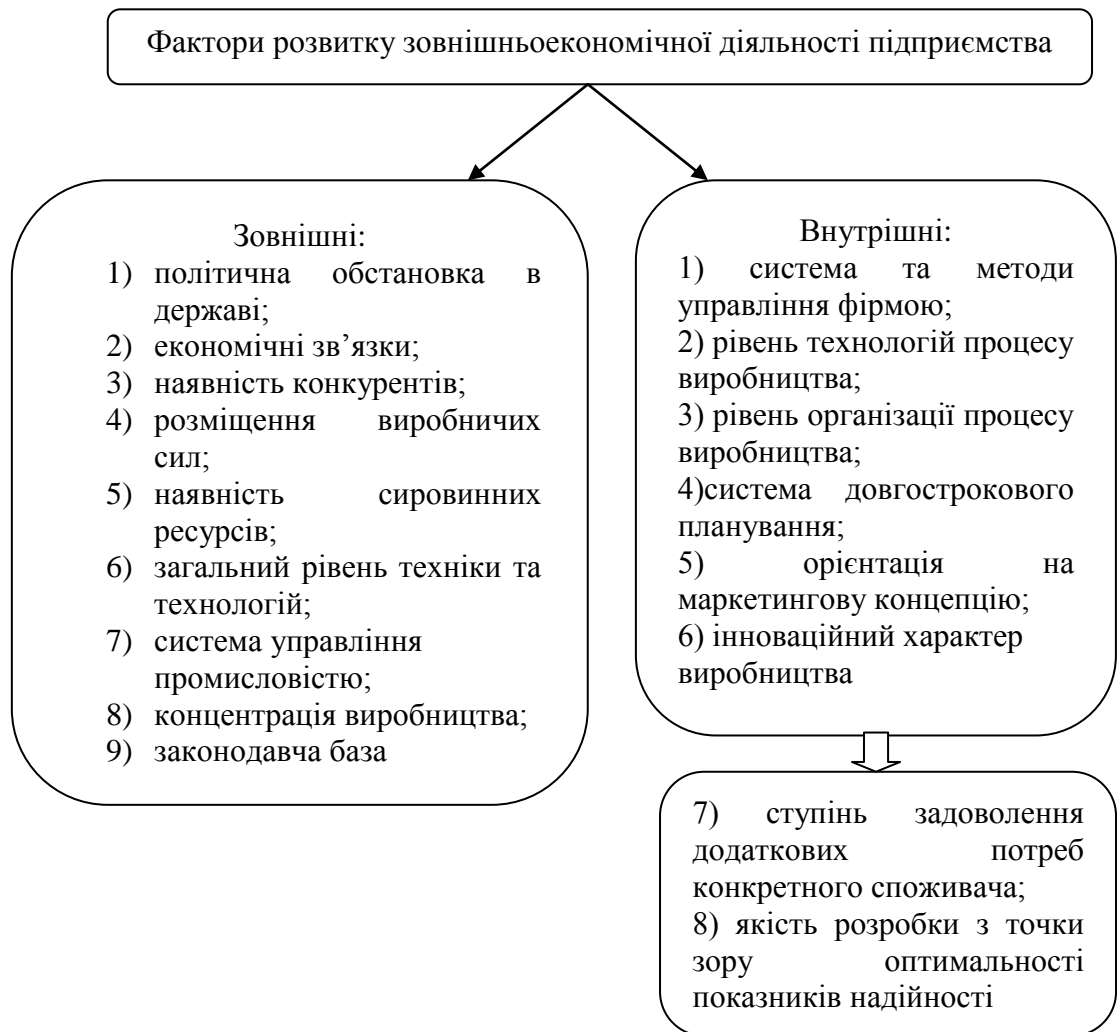 Фактори розвитку зовнішньоекономічної діяльності підприємства
Зовнішні:
1) політична обстановка в
державі;
2) економічні зв’язки;
3) наявність конкурентів;
4) розміщення виробничих
сил;
5) наявність сировинних
ресурсів;
6) загальний рівень техніки та
технологій;
7) система управління
промисловістю;
8) концентрація виробництва;
9) законодавча база
Внутрішні:
1) система та методи
управління фірмою;
2) рівень технологій процесу
виробництва;
3) рівень організації процесу
виробництва;
4)система довгострокового
планування;
5) орієнтація на
маркетингову концепцію;
6) інноваційний характер
виробництва
7) ступінь задоволення
додаткових потреб
конкретного споживача;
8) якість розробки з точки
зору оптимальності
показників надійності